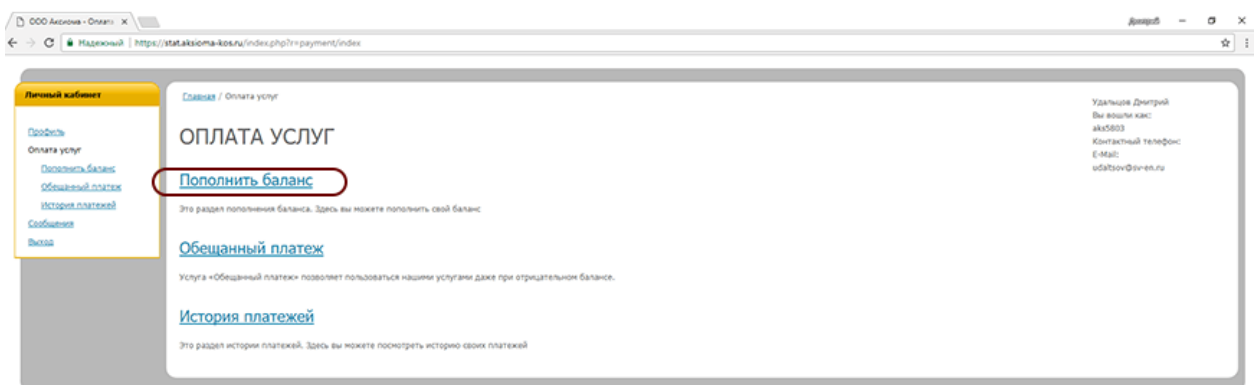 ООО Аксиома - Оплата
Надежный | https://stat.aksioma-kos.ru/index.php?r=payment/index
Личный кабинет
Профиль
Оплата услуг
Пополнить баланс
Обещанный платеж
История платежей
Сообщения
Выход
Главная / Оплата услуг
ОПЛАТА УСЛУГ
Пополнить баланс
Это раздел пополнения баланса. Здесь вы можете пополнить свой баланс
Обещанный платеж
Услуга «Обещанный платеж» позволяет пользоваться нашими услугами даже при отрицательном балансе.
История платежей
Это раздел истории платежей. Здесь вы можете посмотреть историю своих платежей
Удальцов Дмитрий
Вы вошли как:
aks5803
Контактный телефон:
E-Mail:
udaltsov@sv-en.ru